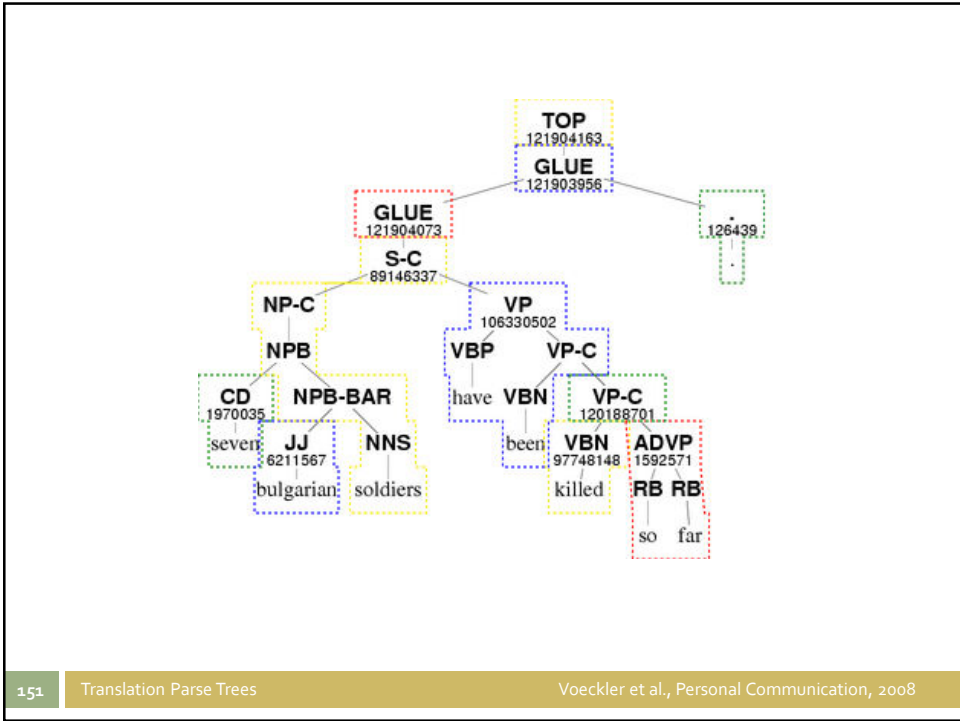 TOP
121904163
GLUE
121903956
GLUE
121904073
.
126439
S-C
89146337
.
NP-C
VP
106330502
NPB
VBP
VP-C
CD
1970035
NPB-BAR
have
VBN
VP-C
120188701
seven
JJ
6211567
NNS
been
VBN
97748148
ADVP
1592571
bulgarian
soldiers
killed
RB RB
so far
151 Translation Parse Trees Voeckler et al., Personal Communication, 2008